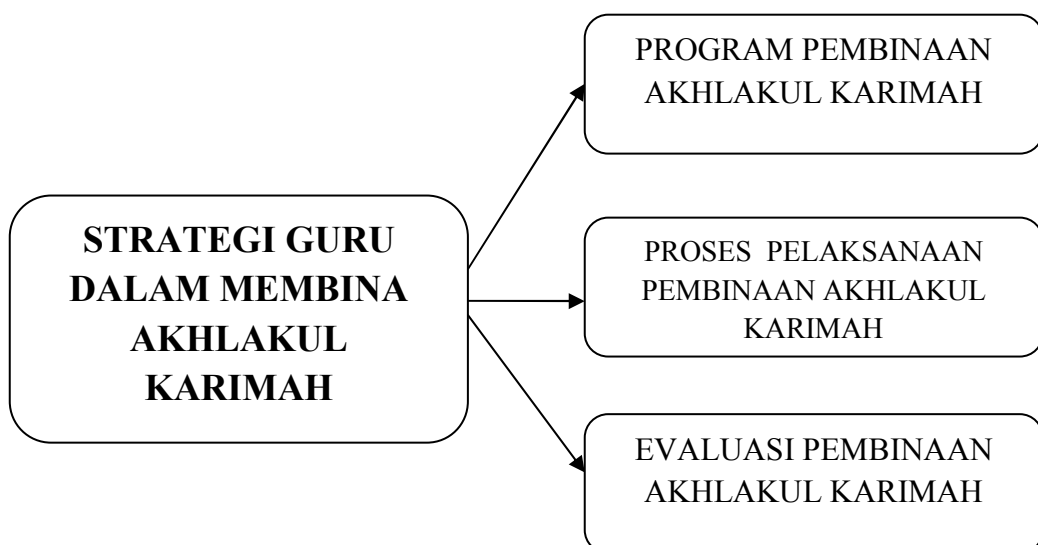 PROGRAM PEMBINAAN
AKHLAKUL KARIMAH
STRATEGI GURU
DALAM MEMBINA
AKHLAKUL
KARIMAH
PROSES PELAKSANAAN
PEMBINAAN AKHLAKUL
KARIMAH
EVALUASI PEMBINAAN
AKHLAKUL KARIMAH